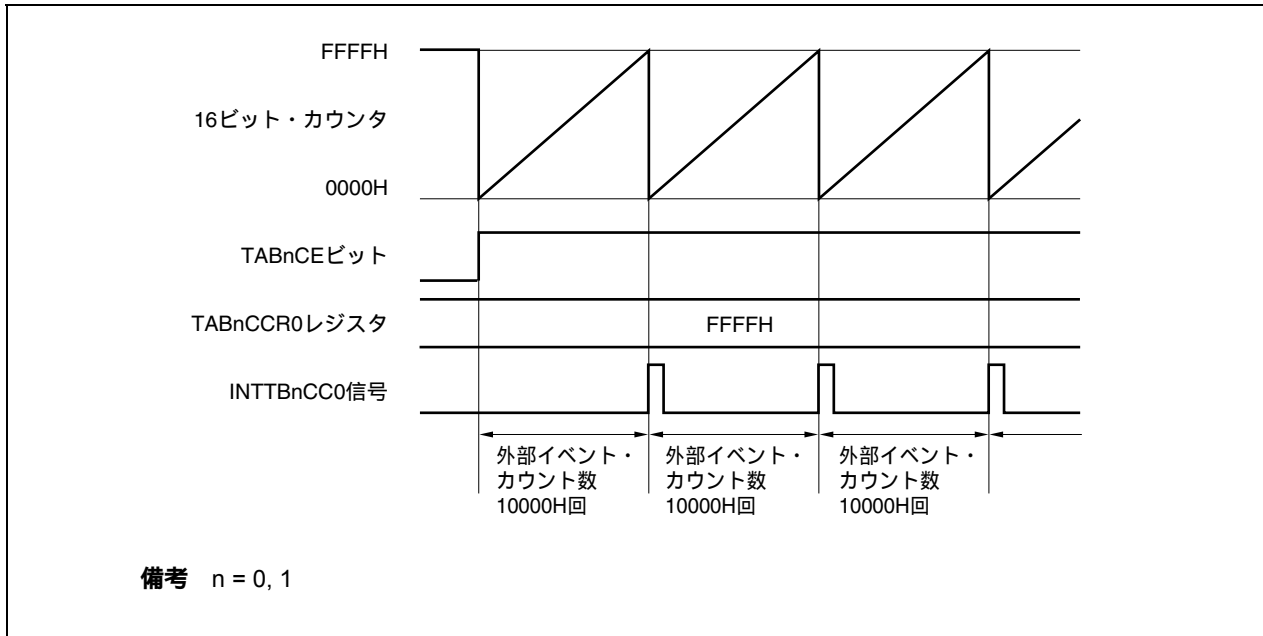 FFFFH
16ビット・カウンタ
0000H
TABnCEビット
TABnCCR0レジスタ
FFFFH
INTTBnCC0信号
外部イベント・
カウント数
10000H回
外部イベント・
カウント数
10000H回
外部イベント・
カウント数
10000H回
備考 n = 0, 1